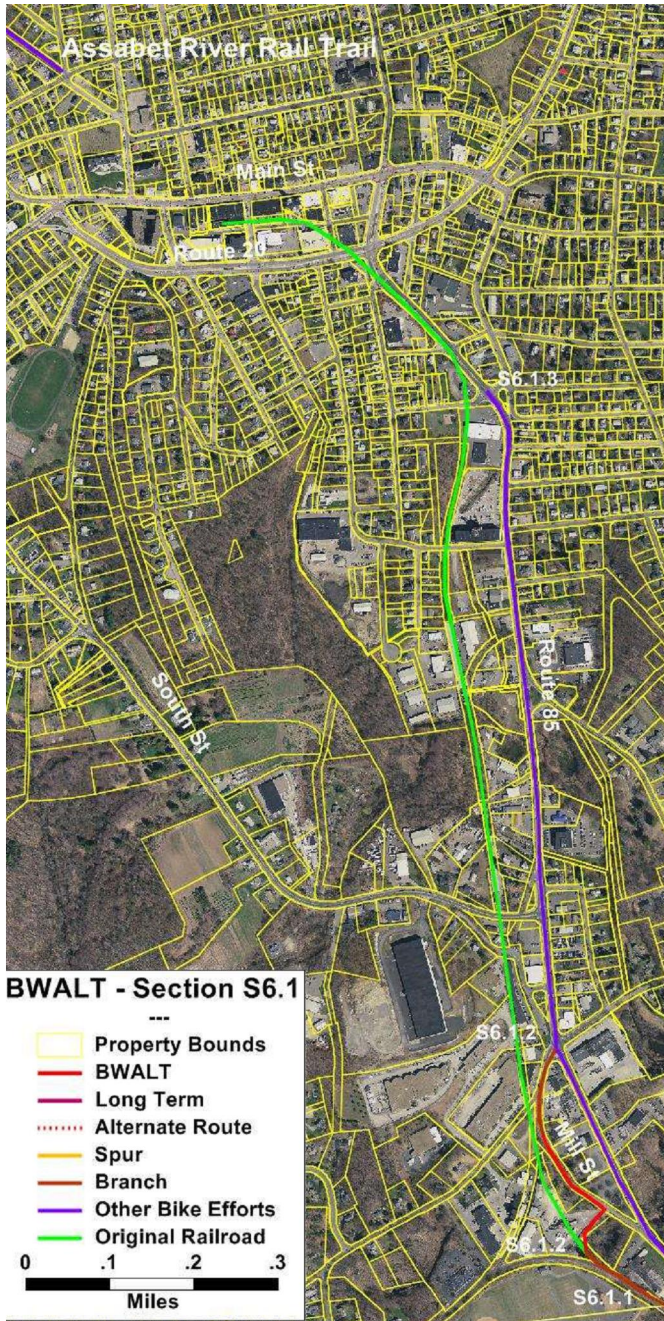 Assabet River Rail Trail
Main St
Route 20
S6.1.3
Route 85
South St
S6.1.2
Mill St
S6.1.2
S6.1.1
BWALT - Section S6.1
---
Property Bounds
BWALT
Long Term
Alternate Route
Spur
Branch
Other Bike Efforts
Original Railroad
0 .1 .2 .3
Miles